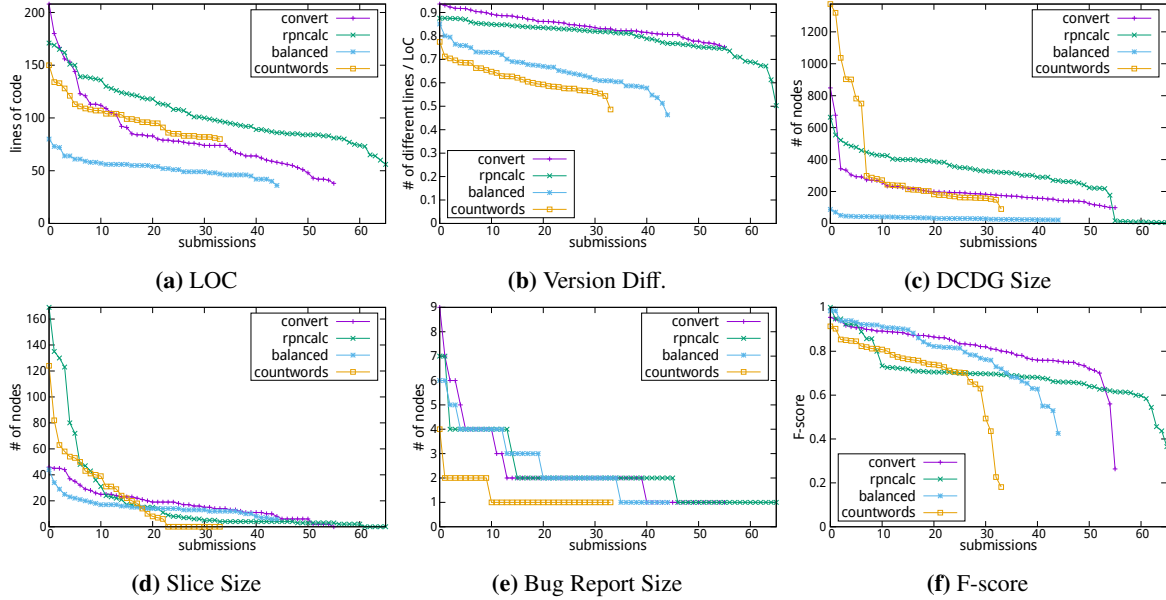 200
150
100
50
0
lines of code
0 10 20 30 40 50 60
submissions
convert
rpncalc
balanced
countwords
(a) LOC
0.9
0.8
0.7
0.6
0.5
0.4
0.3
0.2
0.1
0
# of different lines / LoC
0 10 20 30 40 50 60
submissions
convert
rpncalc
balanced
countwords
(b) Version Diff.
1200
1000
800
600
400
200
0
# of nodes
0 10 20 30 40 50 60
submissions
convert
rpncalc
balanced
countwords
(c) DCDG Size
160
140
120
100
80
60
40
20
0
# of nodes
0 10 20 30 40 50 60
submissions
convert
rpncalc
balanced
countwords
(d) Slice Size
9
8
7
6
5
4
3
2
1
0
# of nodes
0 10 20 30 40 50 60
submissions
convert
rpncalc
balanced
countwords
(e) Bug Report Size
1
0.8
0.6
0.4
0.2
0
F-score
0 10 20 30 40 50 60
submissions
convert
rpncalc
balanced
countwords
(f) F-score